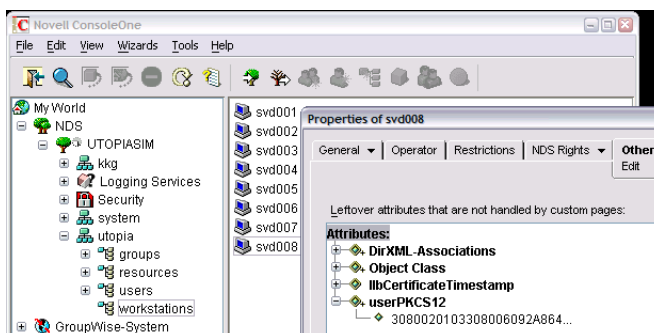 Novell ConsoleOne
File Edit View Wizards Tools Help
My World
NDS
UTOPIASIM
kkg
Logging Services
Security
system
utopia
groups
resources
users
workstations
GroupWise-System
svd001
svd002
svd003
svd004
svd005
svd006
svd007
svd008
Properties of svd008
General Operator Restrictions NDS Rights Other
Edit
Leftover attributes that are not handled by custom pages:
Attributes:
DirXML-Associations
Object Class
llbCertificateTimestamp
userPKCS12
3080020103308006092A864...